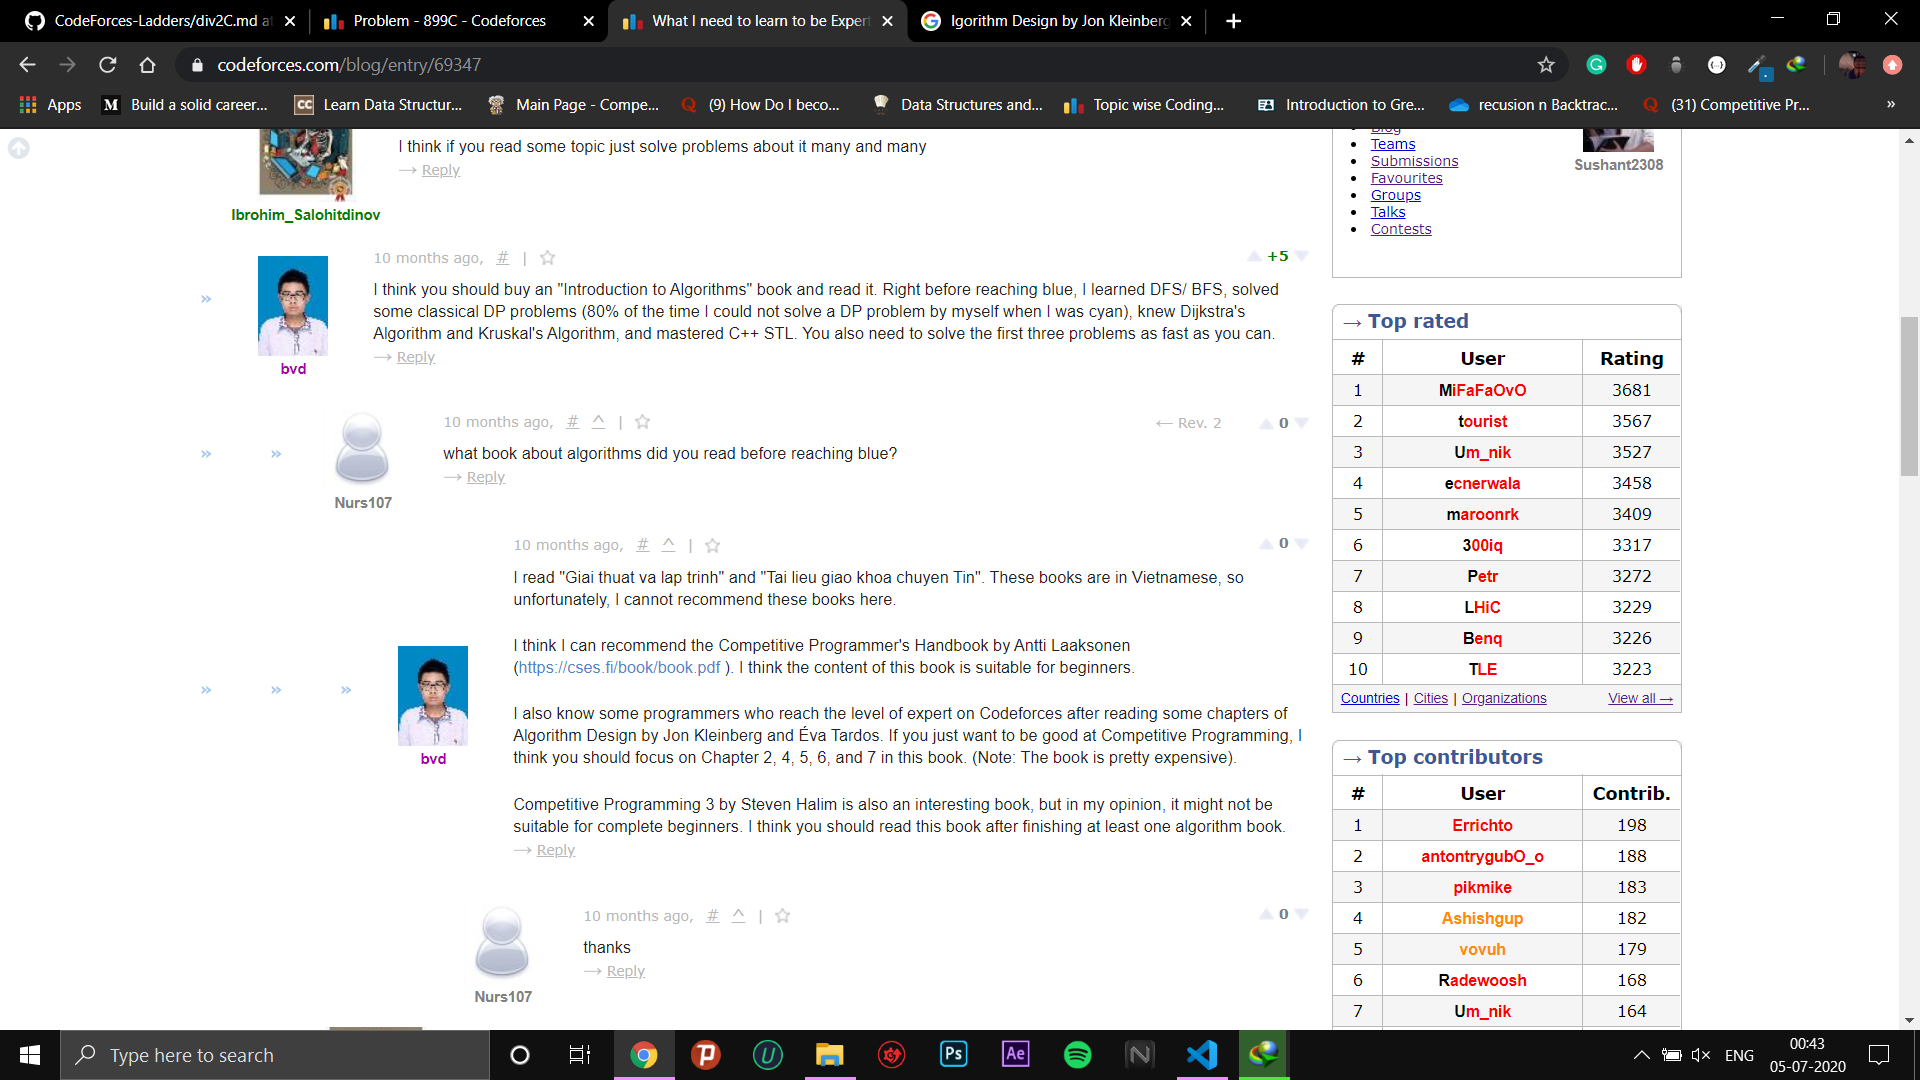 CodeForces-Ladders/div2C.md at
Problem - 899C - Codeforces
What I need to learn to be Expert
lgorithm Design by Jon Kleinberg
codeforces.com/blog/entry/69347
Apps
Build a solid career...
Learn Data Structur...
Main Page - Compe...
(9) How Do I beco...
Data Structures and...
Topic wise Coding...
Introduction to Gre...
recusion n Backtrac...
(31) Competitive Pr...
»
I think if you read some topic just solve problems about it many and many
→ Reply
Ibrohim_Salohitdinov
10 months ago, # |
+5
»
I think you should buy an "Introduction to Algorithms" book and read it. Right before reaching blue, I learned DFS/ BFS, solved
some classical DP problems (80% of the time I could not solve a DP problem by myself when I was cyan), knew Dijkstra's
Algorithm and Kruskal's Algorithm, and mastered C++ STL. You also need to solve the first three problems as fast as you can.
→ Reply
bvd
10 months ago, # ^ |
← Rev. 2
0
» »
what book about algorithms did you read before reaching blue?
→ Reply
Nurs107
10 months ago, # ^ |
0
I read "Giai thuat va lap trinh" and "Tai lieu giao khoa chuyen Tin". These books are in Vietnamese, so
unfortunately, I cannot recommend these books here.
I think I can recommend the Competitive Programmer's Handbook by Antti Laaksonen
(https://cses.fi/book/book.pdf ). I think the content of this book is suitable for beginners.
» » »
I also know some programmers who reach the level of expert on Codeforces after reading some chapters of
Algorithm Design by Jon Kleinberg and Éva Tardos. If you just want to be good at Competitive Programming, I
think you should focus on Chapter 2, 4, 5, 6, and 7 in this book. (Note: The book is pretty expensive).
bvd
Competitive Programming 3 by Steven Halim is also an interesting book, but in my opinion, it might not be
suitable for complete beginners. I think you should read this book after finishing at least one algorithm book.
→ Reply
10 months ago, # ^ |
0
thanks
→ Reply
Nurs107
Blog
Teams
Submissions
Favourites
Groups
Talks
Contests
Sushant2308
→ Top rated
# User Rating
1 MiFaFaOvO 3681
2 tourist 3567
3 Um_nik 3527
4 ecnerwala 3458
5 maroonrk 3409
6 300iq 3317
7 Petr 3272
8 LHiC 3229
9 Benq 3226
10 TLE 3223
Countries | Cities | Organizations View all →
→ Top contributors
# User Contrib.
1 Errichto 198
2 antontrygubO_o 188
3 pikmike 183
4 Ashishgup 182
5 vovuh 179
6 Radewoosh 168
7 Um_nik 164
Type here to search
Ps
Ae
ENG
00:43
05-07-2020